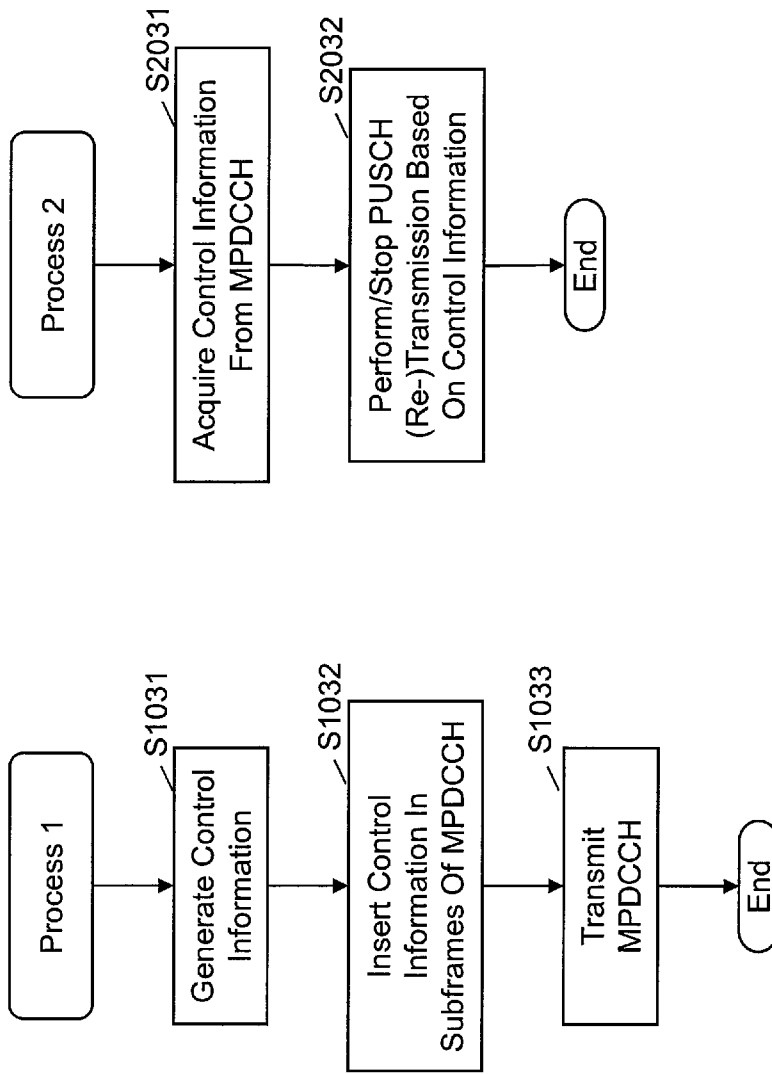 Process 1
S1031
Generate Control
Information
S1032
Insert Control
Information In
Subframes Of MPDCCH
S1033
Transmit
MPDCCH
End
Process 2
S2031
Acquire Control Information
From MPDCCH
S2032
Perform/Stop PUSCH
(Re-)Transmission Based
On Control Information
End